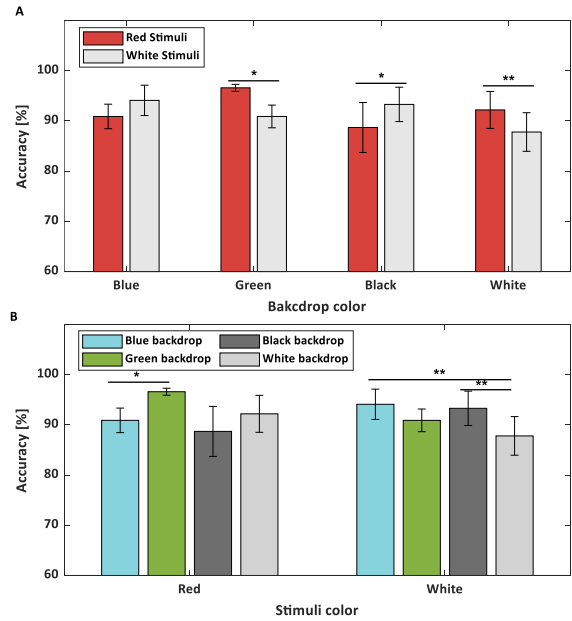 A
Red Stimuli
White Stimuli
*
*
**
100
90
80
70
60
Accuracy [%]
Blue
Green
Black
White
Bakcdrop color
B
Blue backdrop
Black backdrop
Green backdrop
White backdrop
*
**
**
100
90
80
70
60
Accuracy [%]
Red
White
Stimuli color